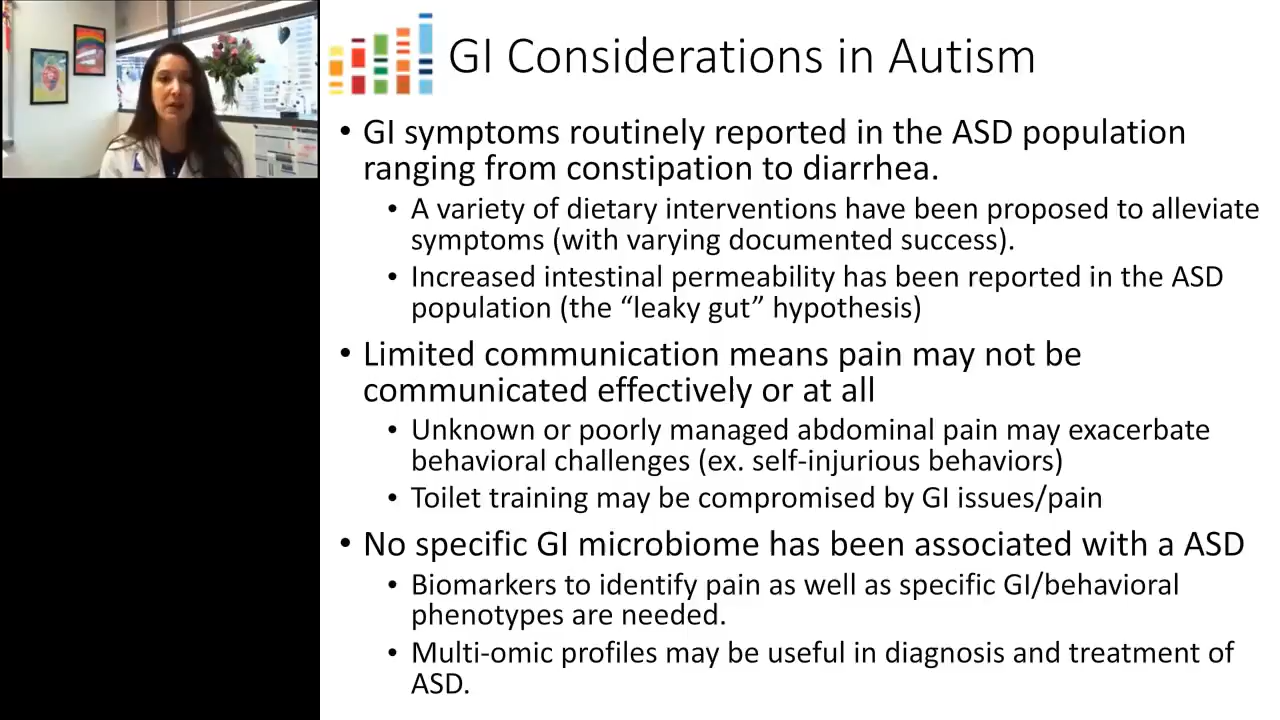 GI Considerations in Autism
• GI symptoms routinely reported in the ASD population
ranging from constipation to diarrhea.
• A variety of dietary interventions have been proposed to alleviate
symptoms (with varying documented success).
• Increased intestinal permeability has been reported in the ASD
population (the “leaky gut” hypothesis)
• Limited communication means pain may not be
communicated effectively or at all
• Unknown or poorly managed abdominal pain may exacerbate
behavioral challenges (ex. self-injurious behaviors)
• Toilet training may be compromised by GI issues/pain
• No specific GI microbiome has been associated with a ASD
• Biomarkers to identify pain as well as specific GI/behavioral
phenotypes are needed.
• Multi-omic profiles may be useful in diagnosis and treatment of
ASD.